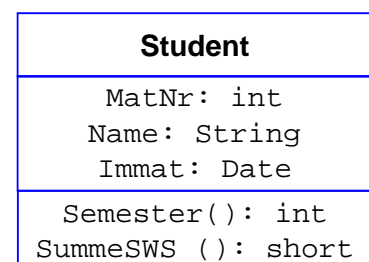 Student
MatNr: int
Name: String
Immat: Date
Semester(): int
SummeSWS (): short